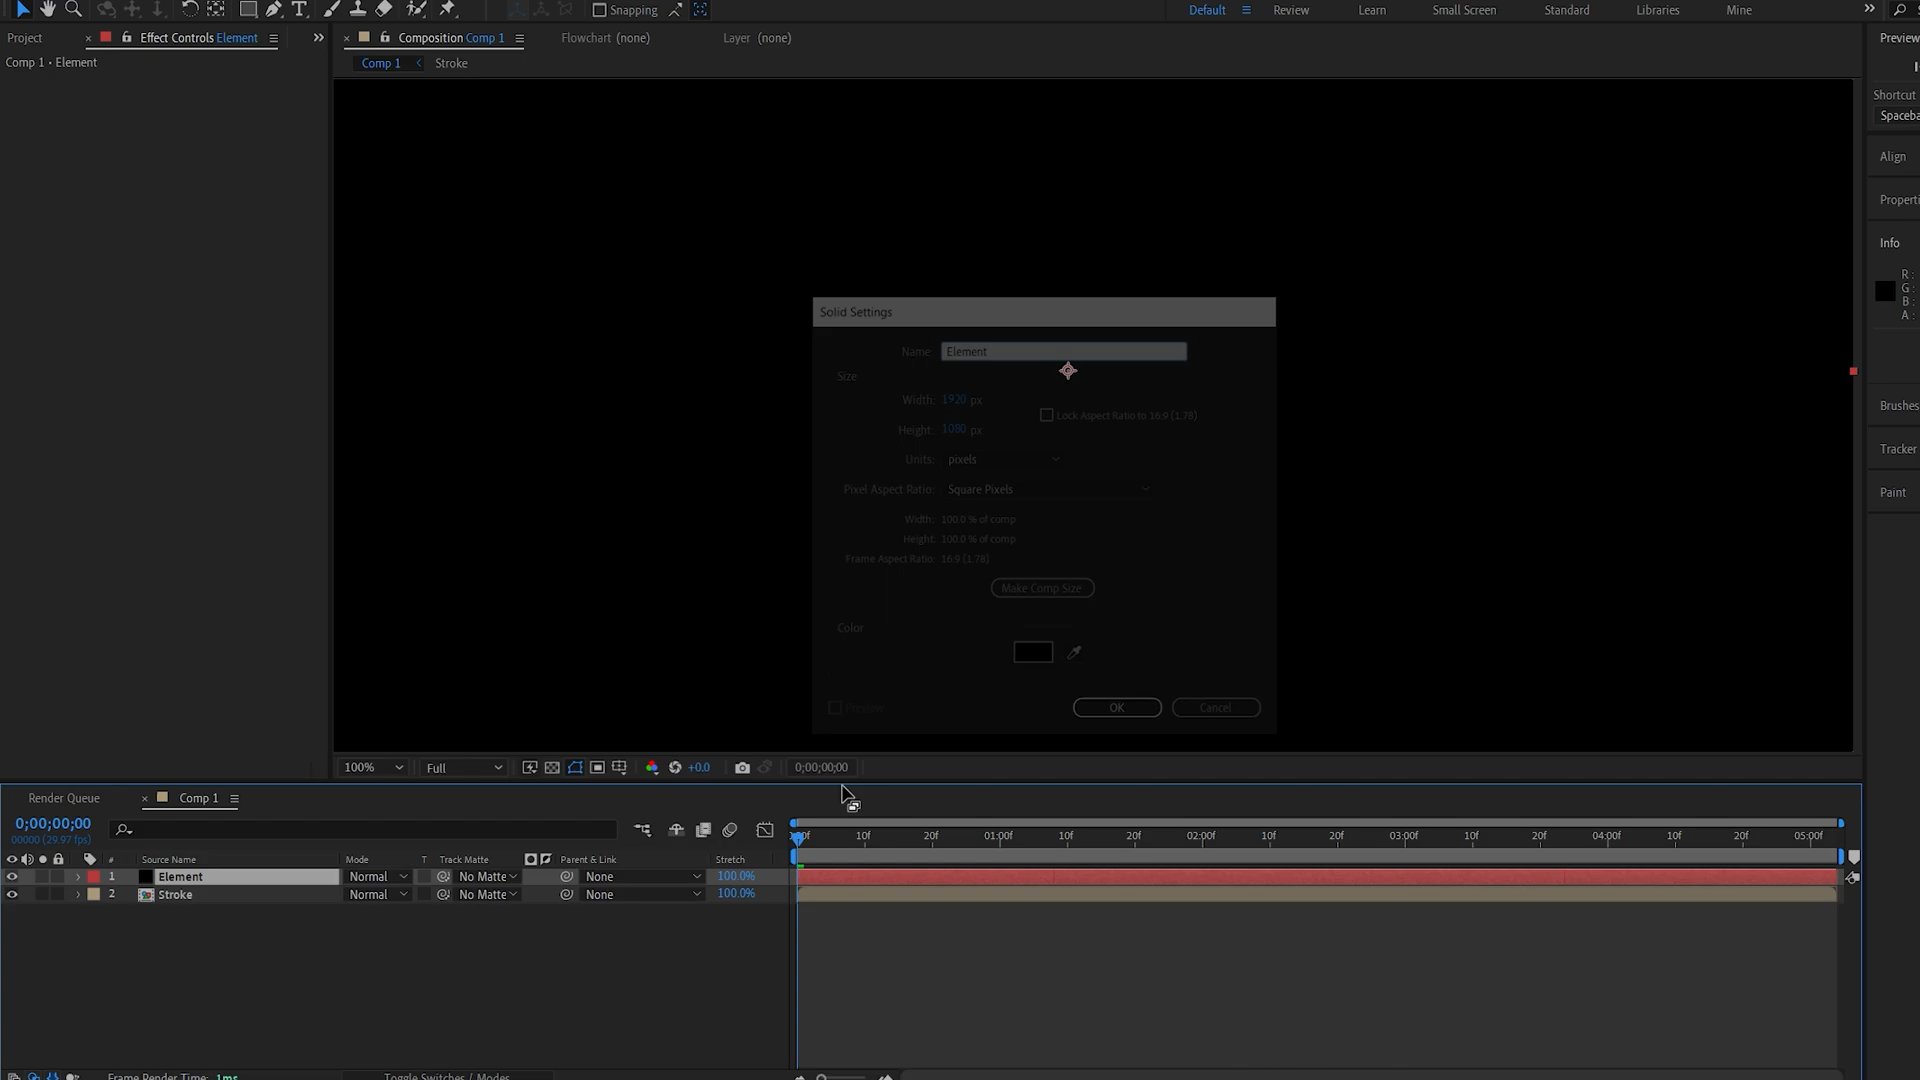 Snapping
Default
Review
Learn
Small Screen
Standard
Libraries
Mine
Project
Effect Controls Element
Composition Comp 1
Flowchart (none)
Layer (none)
Preview
Comp 1 • Element
Comp 1
Stroke
Shortcut
Align
Info
R:
G:
B:
A:
Solid Settings
Name: Element
Size
Width: 1920 px
Lock Aspect Ratio to 16:9 (1.78)
Height: 1080 px
Units: pixels
Pixel Aspect Ratio: Square Pixels
Width: 100.0 % of comp
Height: 100.0 % of comp
Frame Aspect Ratio: 16:9 (1.78)
Make Comp Size
Color
Preview
OK
Cancel
Brushes
Tracker
Paint
100%
Full
+0.0
0;00;00;00
Render Queue
Comp 1
0;00;00;00
00000 (29.97 fps)
10f
20f
01:00f
10f
20f
02:00f
10f
20f
03:00f
10f
20f
04:00f
10f
20f
05:00f
# Source Name Mode T Track Matte Parent & Link Stretch
1 Element Normal No Matte None 100.0%
2 Stroke Normal No Matte None 100.0%
Frame Render Time: 1ms
Toggle Switches / Modes